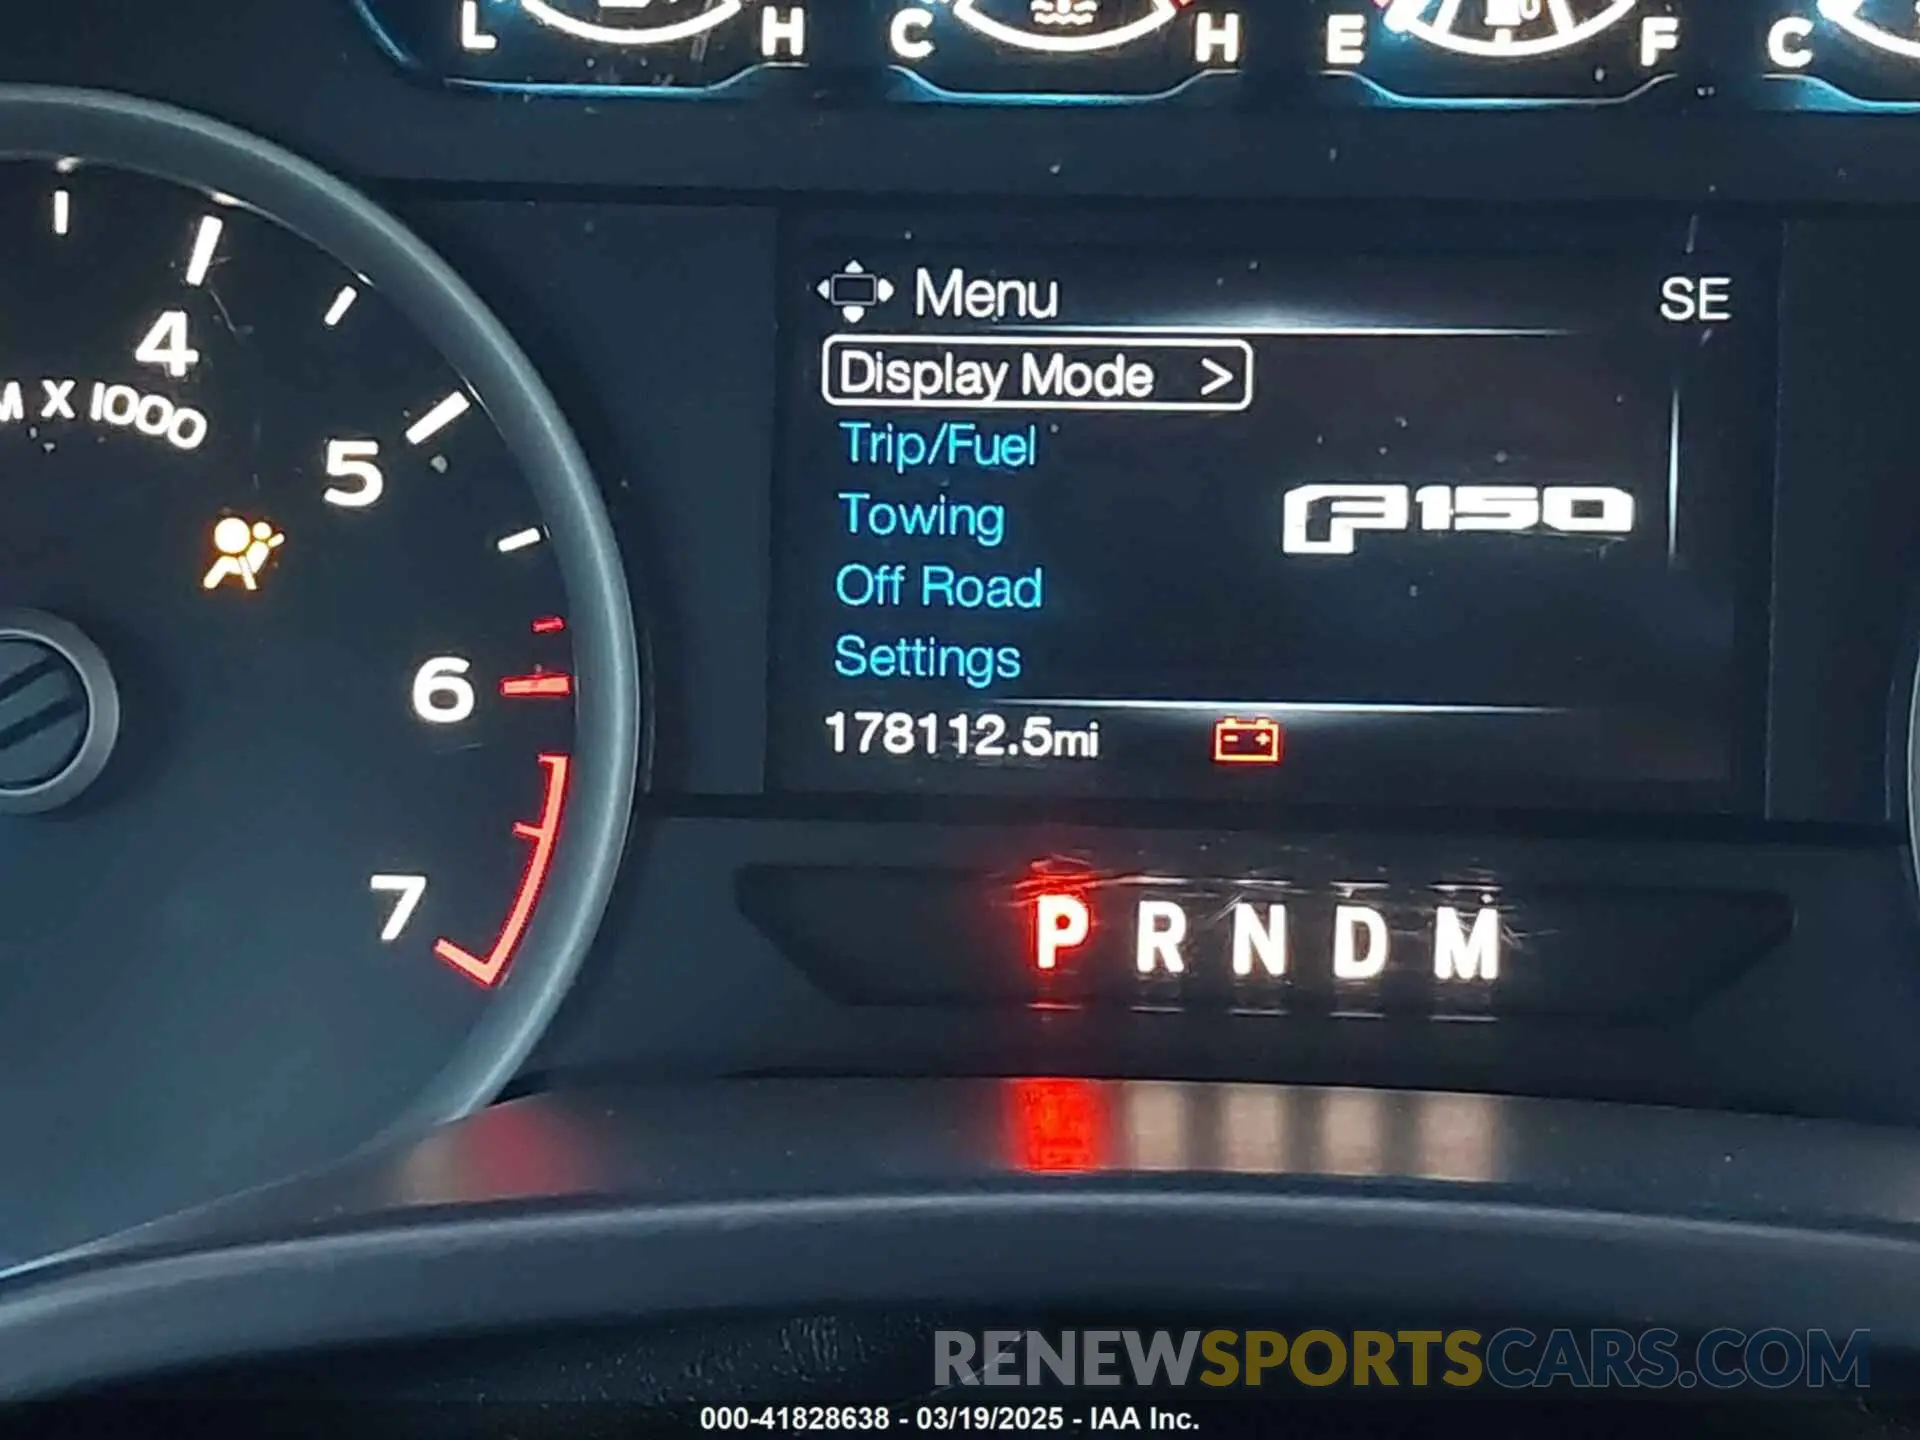 L H C H E F C
Menu SE
Display Mode >
Trip/Fuel
Towing
Off Road
Settings
F150
178112.5mi
4
M X 1000
5
6
7
P R N D M
RENEWSPORTSCARS.COM
000-41828638 - 03/19/2025 - IAA Inc.